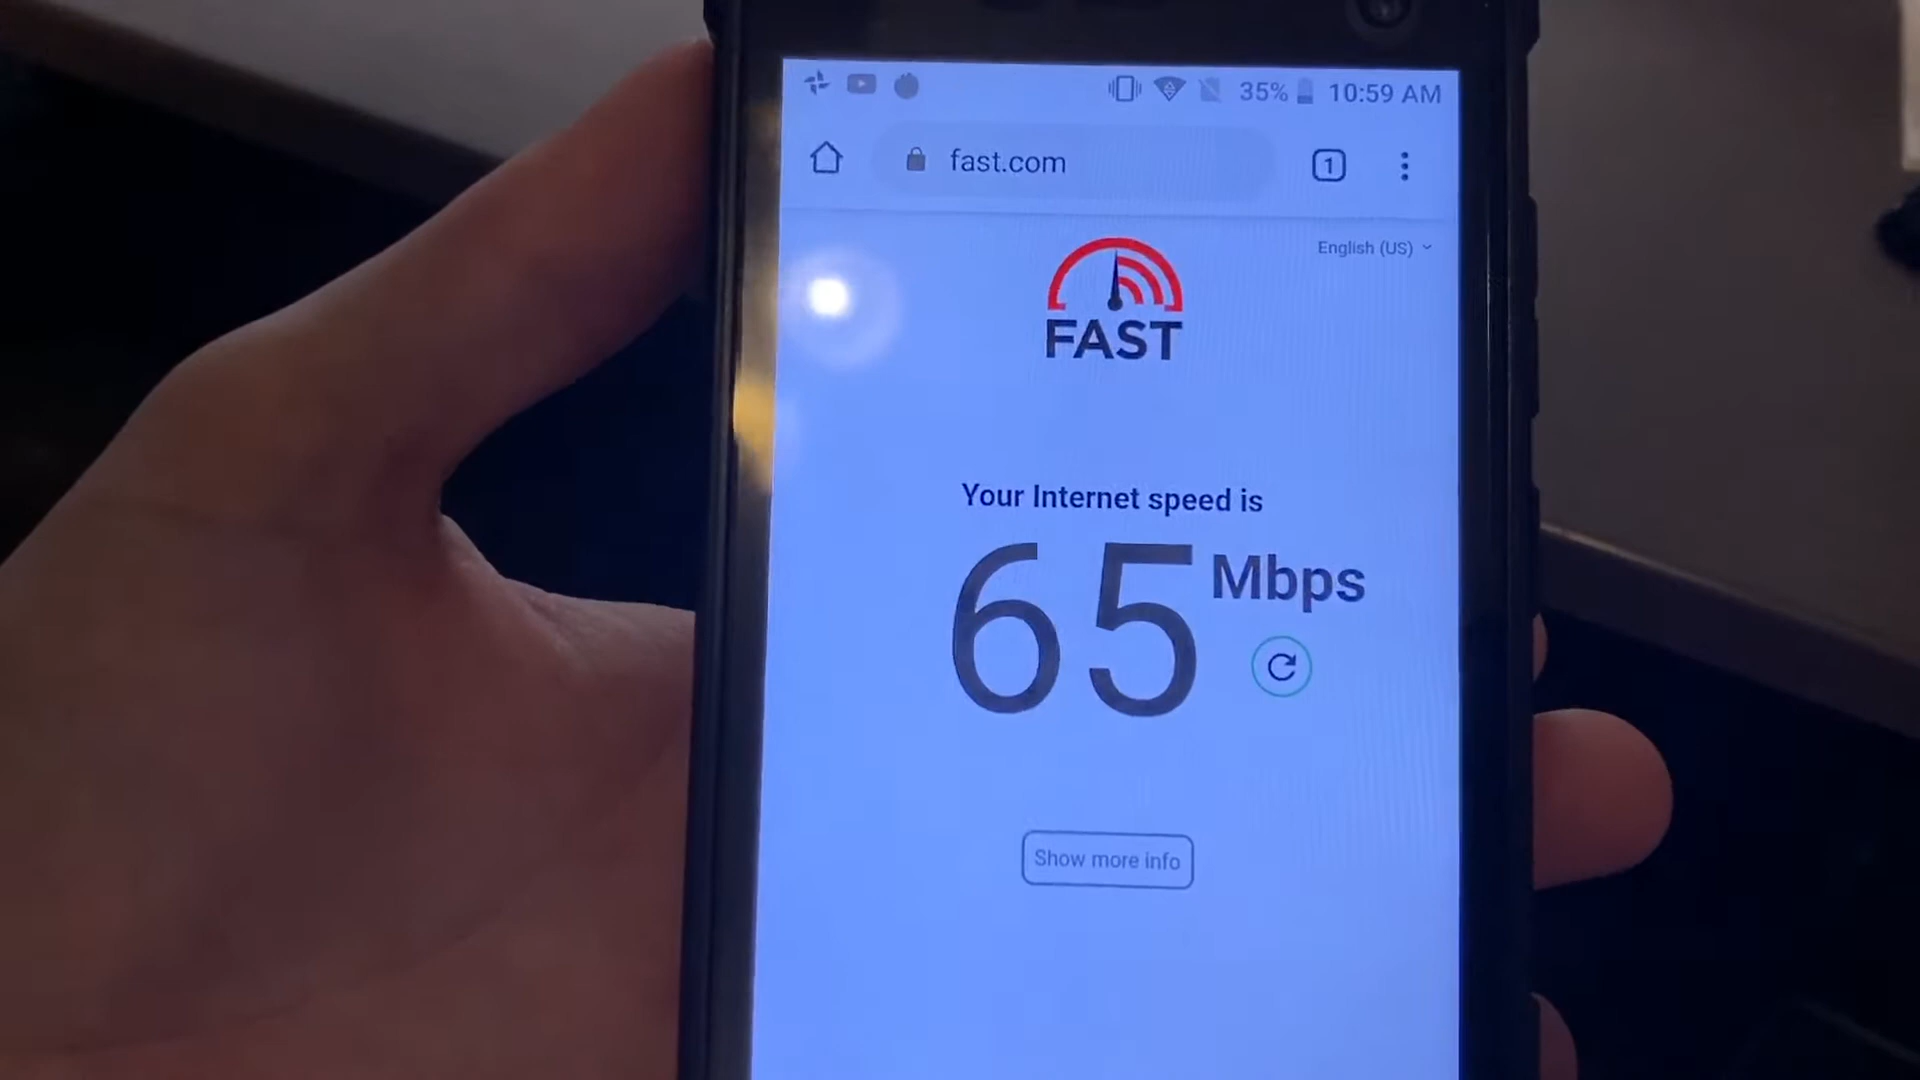 35% 10:59 AM
fast.com 1
English (US)
FAST
Your Internet speed is
65 Mbps
Show more info